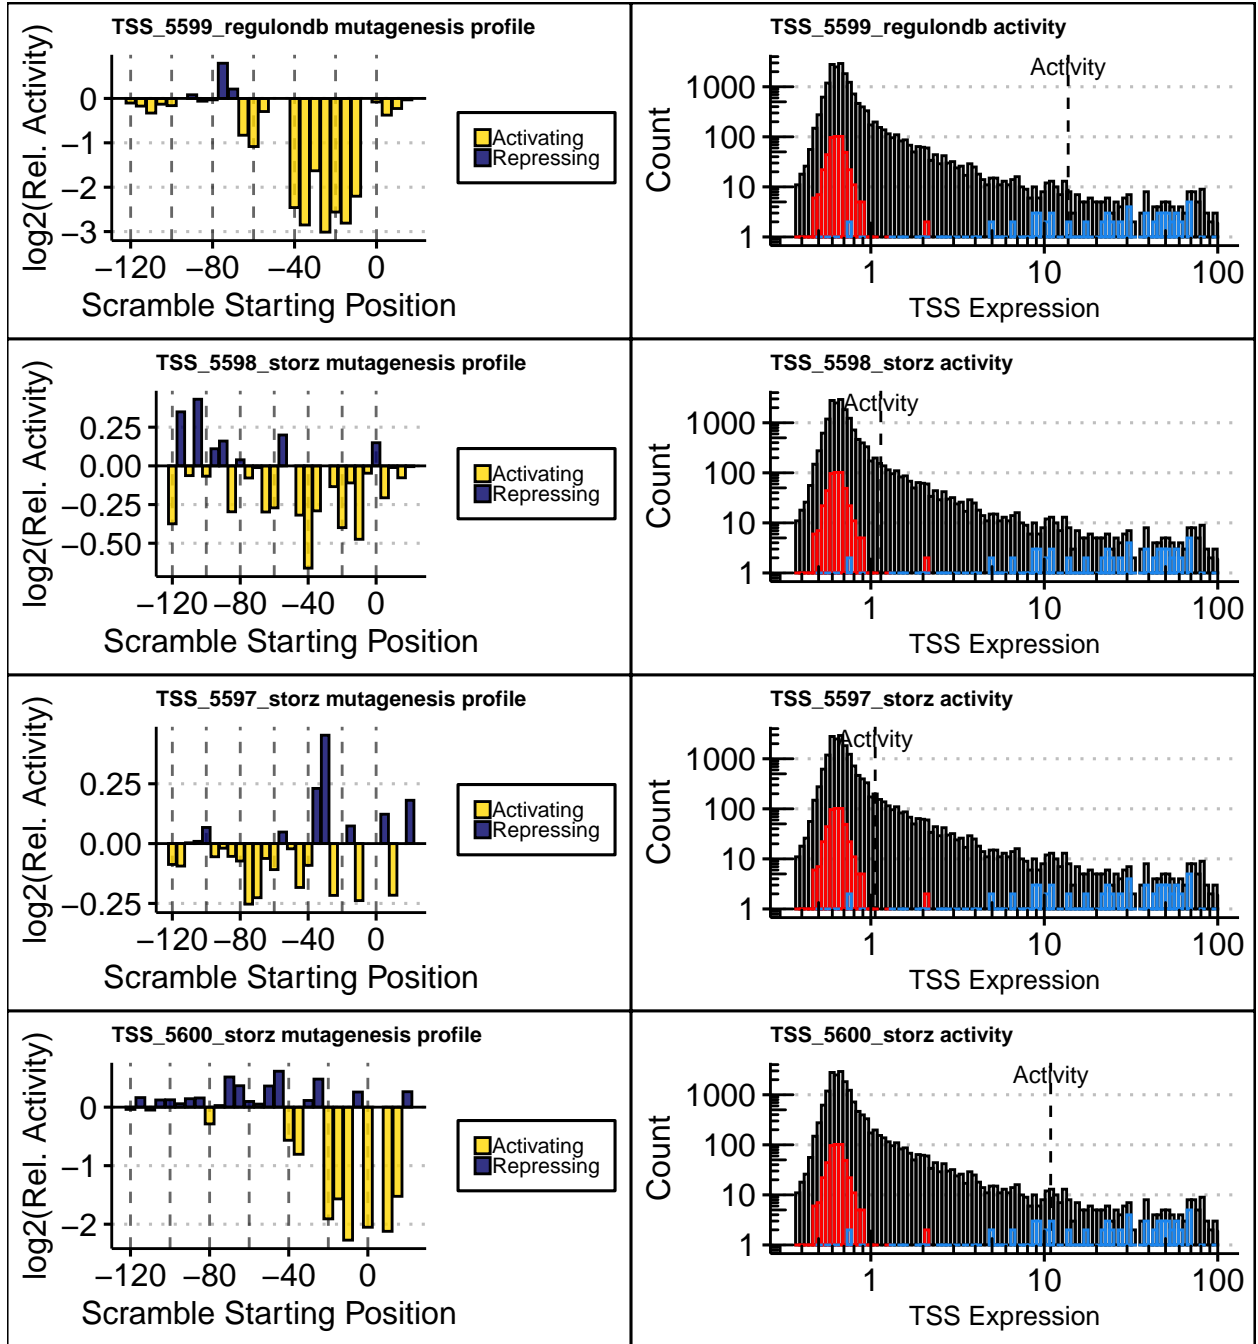 TSS_5599_regulondb mutagenesis profile
log2(Rel. Activity)
0
−1
−2
−3
−120 −80 −40 0
Scramble Starting Position
Activating
Repressing
TSS_5599_regulondb activity
Activity
Count
1000
100
10
1
1 10 100
TSS Expression
TSS_5598_storz mutagenesis profile
log2(Rel. Activity)
0.25
0.00
−0.25
−0.50
−120 −80 −40 0
Scramble Starting Position
Activating
Repressing
TSS_5598_storz activity
Activity
Count
1000
100
10
1
1 10 100
TSS Expression
TSS_5597_storz mutagenesis profile
log2(Rel. Activity)
0.25
0.00
−0.25
−120 −80 −40 0
Scramble Starting Position
Activating
Repressing
TSS_5597_storz activity
Activity
Count
1000
100
10
1
1 10 100
TSS Expression
TSS_5600_storz mutagenesis profile
log2(Rel. Activity)
0
−1
−2
−120 −80 −40 0
Scramble Starting Position
Activating
Repressing
TSS_5600_storz activity
Activity
Count
1000
100
10
1
1 10 100
TSS Expression